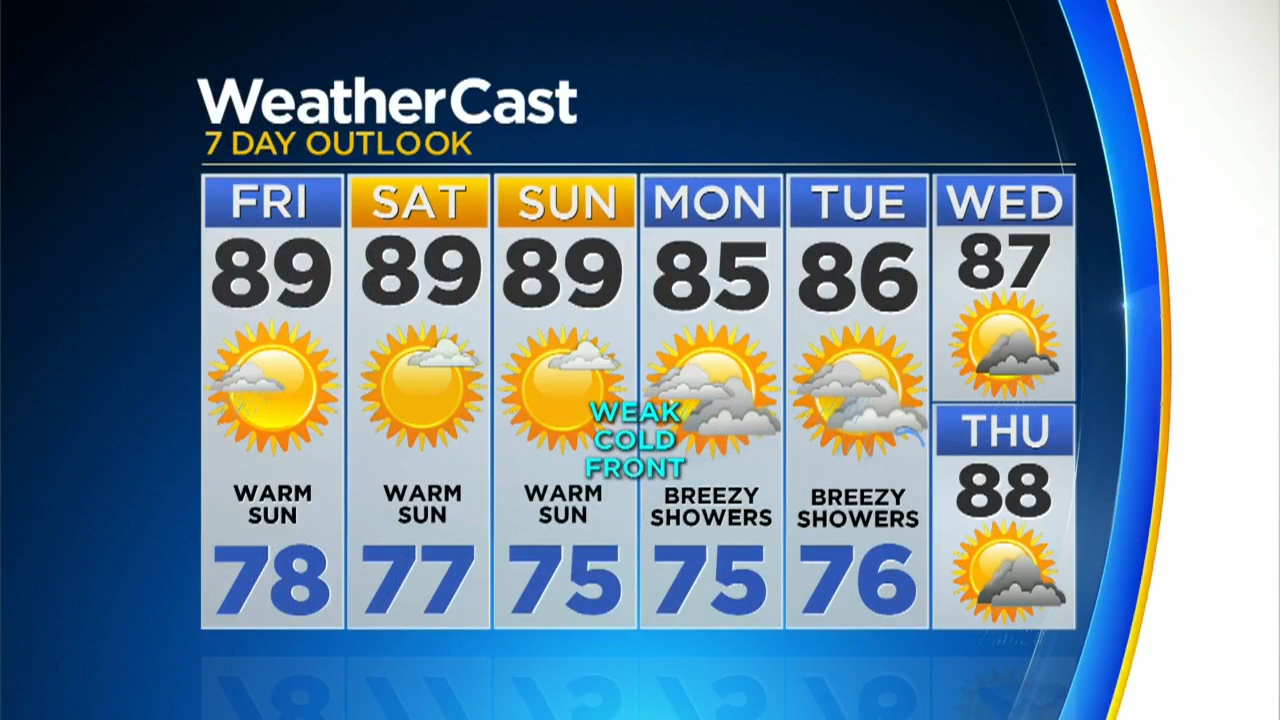 WeatherCast
7 DAY OUTLOOK
FRI
89
WARM
SUN
78
SAT
89
WARM
SUN
77
SUN
89
WARM
SUN
75
WEAK
COLD
FRONT
MON
85
BREEZY
SHOWERS
75
TUE
86
BREEZY
SHOWERS
76
WED
87
THU
88